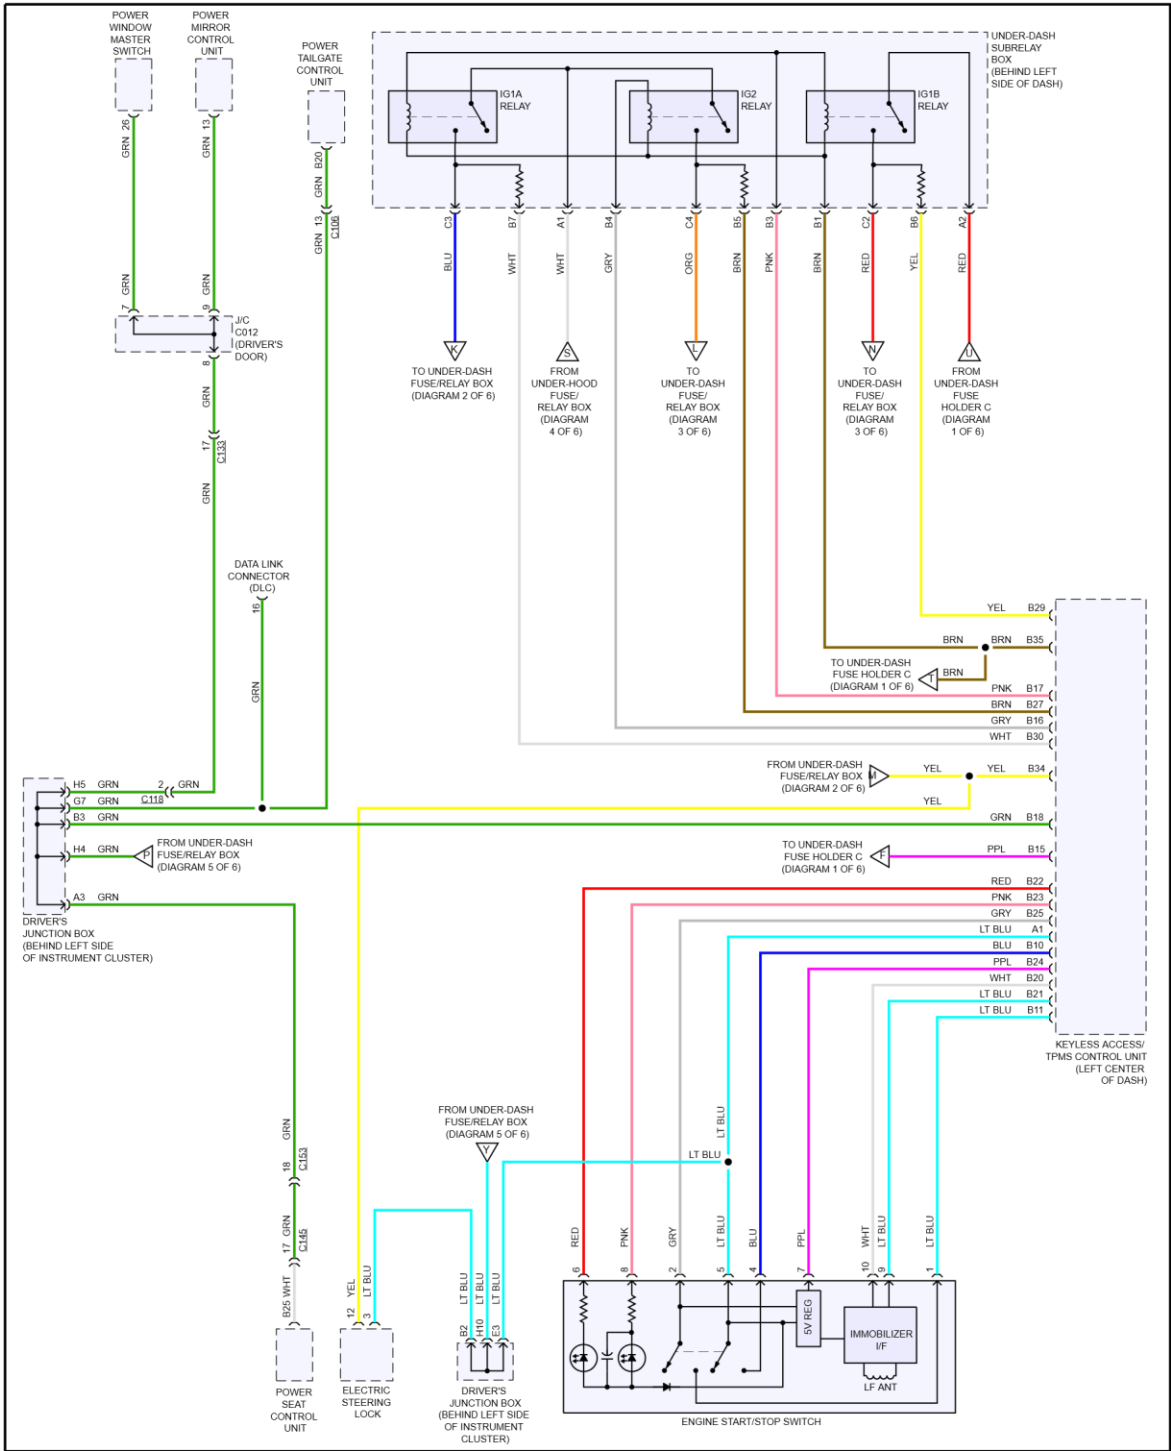 POWER
WINDOW
MASTER
SWITCH
POWER
MIRROR
CONTROL
UNIT
POWER
TAILGATE
CONTROL
UNIT
UNDER-DASH
SUBRELAY
BOX
(BEHIND LEFT
SIDE OF DASH)
IG1A
RELAY
IG2
RELAY
IG1B
RELAY
GRN 26
GRN 13
GRN B20
GRN 13
C106
C3
B7
A1
B4
C4
B5
B3
B1
C2
B6
A2
BLU
WHT
WHT
GRY
ORG
BRN
PNK
BRN
RED
YEL
RED
GRN
7
GRN
9
J/C
C012
(DRIVER'S
DOOR)
8
GRN
17
C133
GRN
K
TO UNDER-DASH
FUSE/RELAY BOX
(DIAGRAM 2 OF 6)
S
FROM
UNDER-HOOD
FUSE/
RELAY BOX
(DIAGRAM
4 OF 6)
L
TO
UNDER-DASH
FUSE/
RELAY BOX
(DIAGRAM
3 OF 6)
N
TO
UNDER-DASH
FUSE/
RELAY BOX
(DIAGRAM
3 OF 6)
U
FROM
UNDER-DASH
FUSE
HOLDER C
(DIAGRAM
1 OF 6)
DATA LINK
CONNECTOR
(DLC)
16
GRN
YEL B29
BRN BRN B35
TO UNDER-DASH
FUSE HOLDER C
(DIAGRAM 1 OF 6)
T
BRN
PNK B17
BRN B27
GRY B16
WHT B30
FROM UNDER-DASH
FUSE/RELAY BOX
(DIAGRAM 2 OF 6)
M
YEL YEL B34
YEL
H5 GRN 2 GRN
C118
G7 GRN
B3 GRN
GRN B18
H4 GRN
P
FROM UNDER-DASH
FUSE/RELAY BOX
(DIAGRAM 5 OF 6)
TO UNDER-DASH
FUSE HOLDER C
(DIAGRAM 1 OF 6)
F
PPL B15
A3 GRN
DRIVER'S
JUNCTION BOX
(BEHIND LEFT SIDE
OF INSTRUMENT CLUSTER)
RED B22
PNK B23
GRY B25
LT BLU A1
BLU B10
PPL B24
WHT B20
LT BLU B21
LT BLU B11
KEYLESS ACCESS/
TPMS CONTROL UNIT
(LEFT CENTER
OF DASH)
FROM UNDER-DASH
FUSE/RELAY BOX
(DIAGRAM 5 OF 6)
Y
LT BLU
LT BLU
GRN
18
C153
17 GRN
C145
B25 WHT
12 YEL
3 LT BLU
B2 LT BLU
H10 LT BLU
E3 LT BLU
RED
PNK
GRY
LT BLU
BLU
PPL
WHT
LT BLU
LT BLU
6
8
2
5
4
7
10
9
1
5V REG
IMMOBILIZER
I/F
LF ANT
ENGINE START/STOP SWITCH
POWER
SEAT
CONTROL
UNIT
ELECTRIC
STEERING
LOCK
DRIVER'S
JUNCTION BOX
(BEHIND LEFT SIDE
OF INSTRUMENT
CLUSTER)